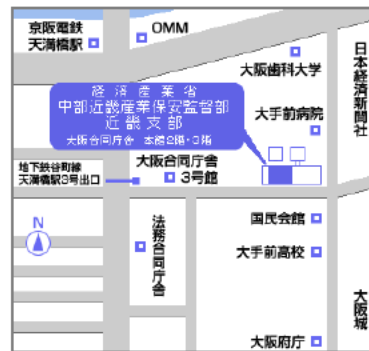 京阪電鉄
天満橋駅
OMM
大阪歯科大学
日本経済新聞社
経済産業省
中部近畿産業保安監督部
近畿支部
大阪合同庁舎 本館2階・3階
大手前病院
地下鉄谷町線
天満橋駅3号出口
大阪合同庁舎
3号館
N
法務合同庁舎
国民会館
大手前高校
大阪城
大阪府庁